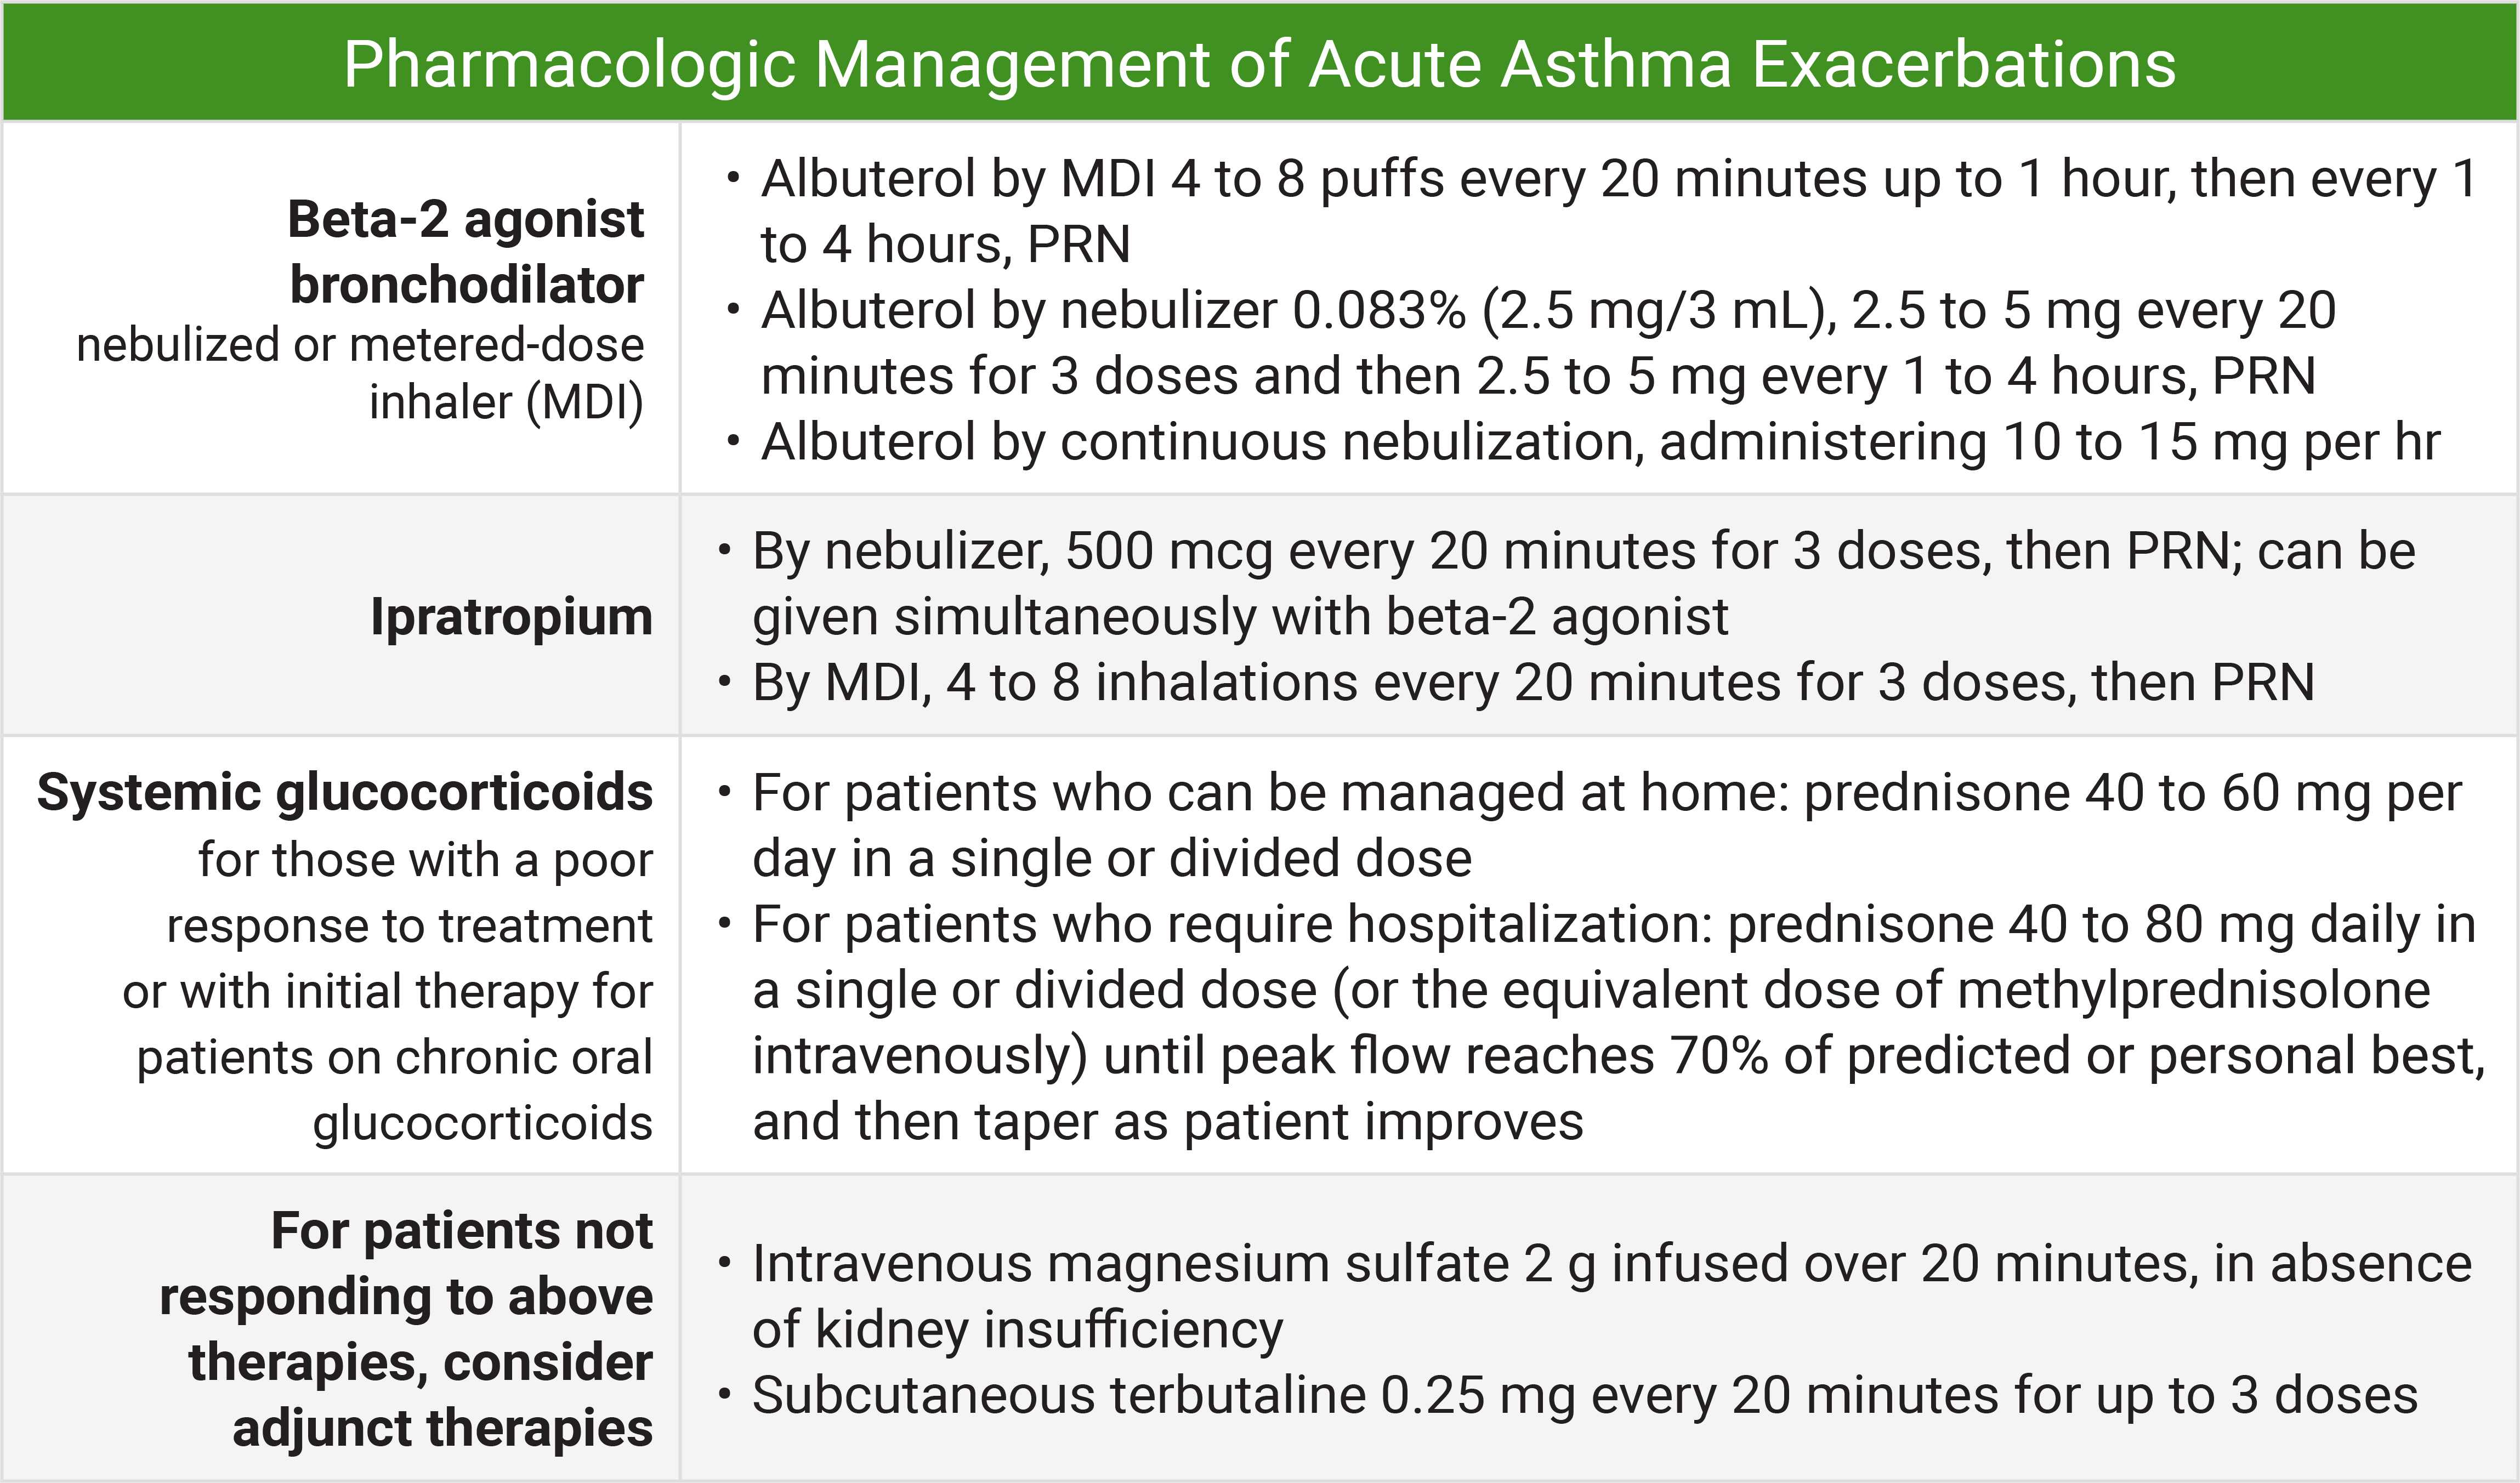 Pharmacologic Management of Acute Asthma Exacerbations
Beta-2 agonist
bronchodilator
nebulized or metered-dose
inhaler (MDI)
• Albuterol by MDI 4 to 8 puffs every 20 minutes up to 1 hour, then every 1
to 4 hours, PRN
• Albuterol by nebulizer 0.083% (2.5 mg/3 mL), 2.5 to 5 mg every 20
minutes for 3 doses and then 2.5 to 5 mg every 1 to 4 hours, PRN
• Albuterol by continuous nebulization, administering 10 to 15 mg per hr
Ipratropium
• By nebulizer, 500 mcg every 20 minutes for 3 doses, then PRN; can be
given simultaneously with beta-2 agonist
• By MDI, 4 to 8 inhalations every 20 minutes for 3 doses, then PRN
Systemic glucocorticoids
for those with a poor
response to treatment
or with initial therapy for
patients on chronic oral
glucocorticoids
• For patients who can be managed at home: prednisone 40 to 60 mg per
day in a single or divided dose
• For patients who require hospitalization: prednisone 40 to 80 mg daily in
a single or divided dose (or the equivalent dose of methylprednisolone
intravenously) until peak flow reaches 70% of predicted or personal best,
and then taper as patient improves
For patients not
responding to above
therapies, consider
adjunct therapies
• Intravenous magnesium sulfate 2 g infused over 20 minutes, in absence
of kidney insufficiency
• Subcutaneous terbutaline 0.25 mg every 20 minutes for up to 3 doses